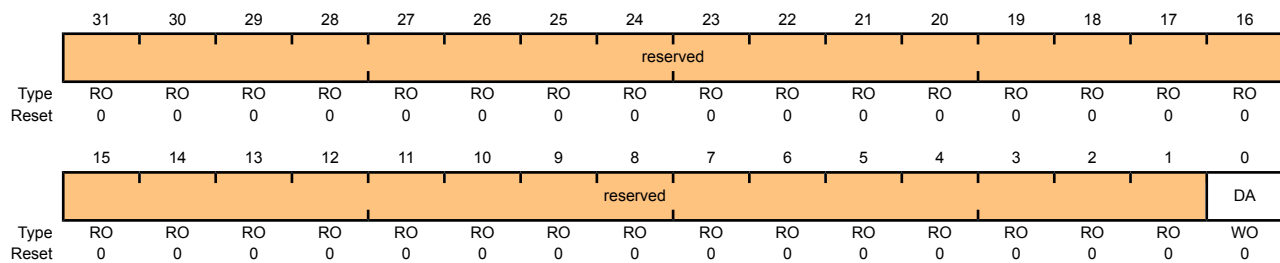 31 30 29 28 27 26 25 24 23 22 21 20 19 18 17 16
reserved
Type RO RO RO RO RO RO RO RO RO RO RO RO RO RO RO RO
Reset 0 0 0 0 0 0 0 0 0 0 0 0 0 0 0 0
15 14 13 12 11 10 9 8 7 6 5 4 3 2 1 0
reserved DA
Type RO RO RO RO RO RO RO RO RO RO RO RO RO RO RO WO
Reset 0 0 0 0 0 0 0 0 0 0 0 0 0 0 0 0